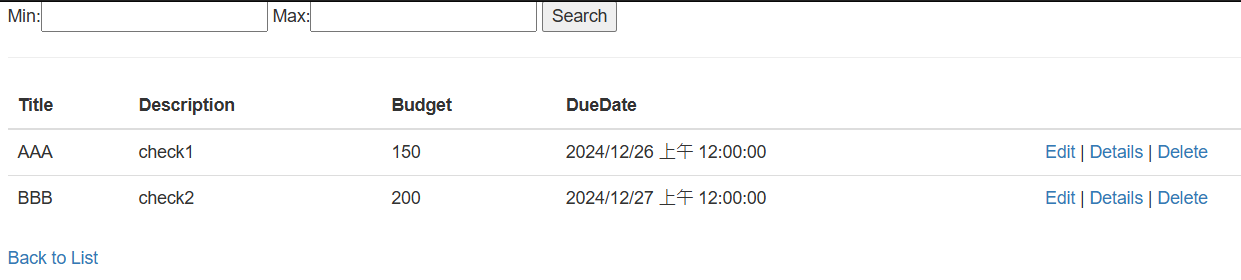 Min: Max: Search
Title Description Budget DueDate
AAA check1 150 2024/12/26 上午 12:00:00 Edit | Details | Delete
BBB check2 200 2024/12/27 上午 12:00:00 Edit | Details | Delete
Back to List